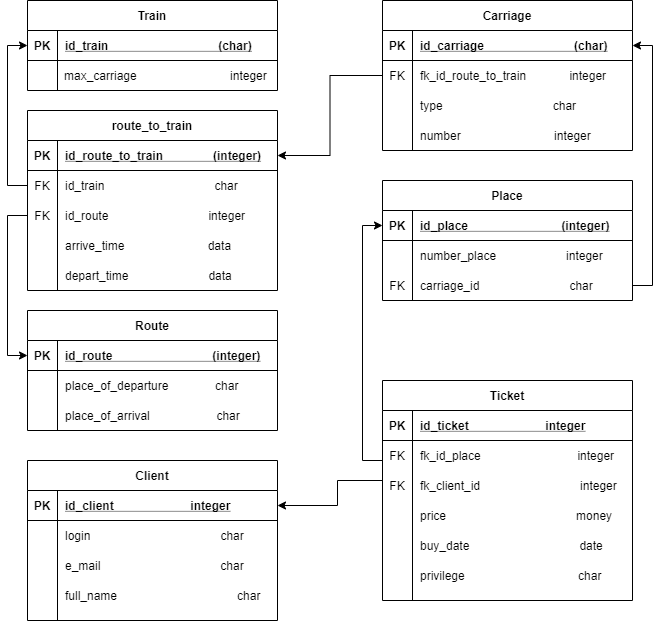 Train
PK id_train (char)
max_carriage integer
route_to_train
PK id_route_to_train (integer)
FK id_train char
FK id_route integer
arrive_time data
depart_time data
Route
PK id_route (integer)
place_of_departure char
place_of_arrival char
Client
PK id_client integer
login char
e_mail char
full_name char
Carriage
PK id_carriage (char)
FK fk_id_route_to_train integer
type char
number integer
Place
PK id_place (integer)
number_place integer
FK carriage_id char
Ticket
PK id_ticket integer
FK fk_id_place integer
FK fk_client_id integer
price money
buy_date date
privilege char